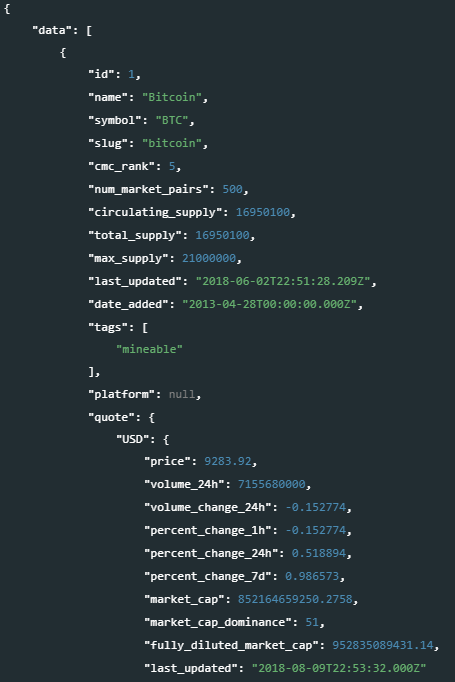 {
"data": [
{
"id": 1,
"name": "Bitcoin",
"symbol": "BTC",
"slug": "bitcoin",
"cmc_rank": 5,
"num_market_pairs": 500,
"circulating_supply": 16950100,
"total_supply": 16950100,
"max_supply": 21000000,
"last_updated": "2018-06-02T22:51:28.209Z",
"date_added": "2013-04-28T00:00:00.000Z",
"tags": [
"mineable"
],
"platform": null,
"quote": {
"USD": {
"price": 9283.92,
"volume_24h": 7155680000,
"volume_change_24h": -0.152774,
"percent_change_1h": -0.152774,
"percent_change_24h": 0.518894,
"percent_change_7d": 0.986573,
"market_cap": 852164659250.2758,
"market_cap_dominance": 51,
"fully_diluted_market_cap": 952835089431.14,
"last_updated": "2018-08-09T22:53:32.000Z"